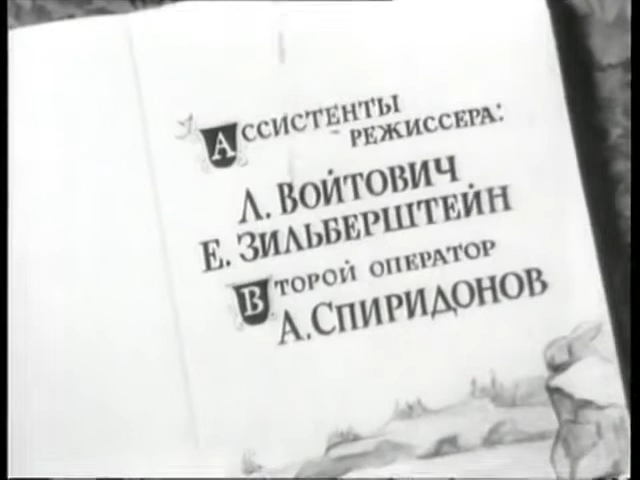 Ассистенты
режиссера:
Л. Войтович
Е. Зильберштейн
Второй оператор
А. Спиридонов